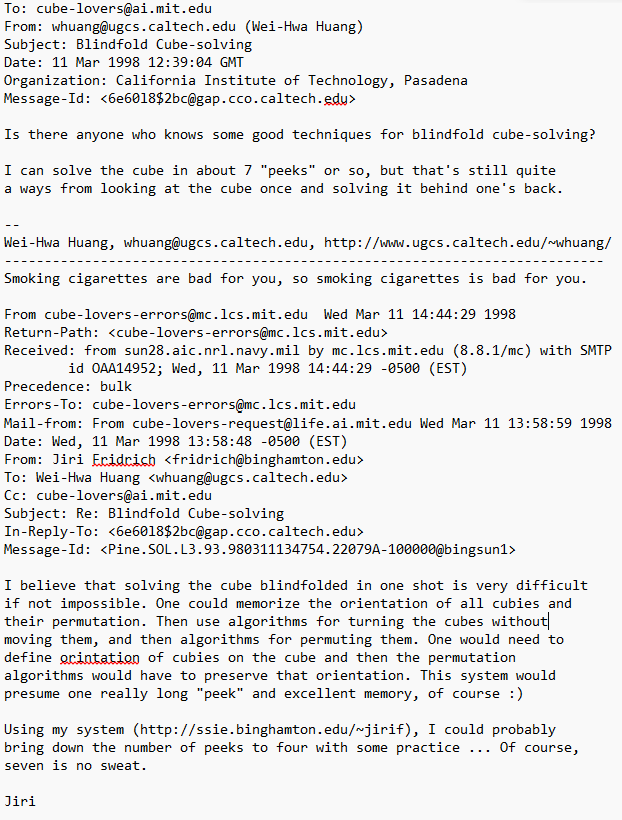 To: cube-lovers@ai.mit.edu
From: whuang@ugcs.caltech.edu (Wei-Hwa Huang)
Subject: Blindfold Cube-solving
Date: 11 Mar 1998 12:39:04 GMT
Organization: California Institute of Technology, Pasadena
Message-Id: <6e60l8$2bc@gap.cco.caltech.edu>

Is there anyone who knows some good techniques for blindfold cube-solving?

I can solve the cube in about 7 "peeks" or so, but that's still quite
a ways from looking at the cube once and solving it behind one's back.

--
Wei-Hwa Huang, whuang@ugcs.caltech.edu, http://www.ugcs.caltech.edu/~whuang/
---------------------------------------------------------------------------
Smoking cigarettes are bad for you, so smoking cigarettes is bad for you.

From cube-lovers-errors@mc.lcs.mit.edu  Wed Mar 11 14:44:29 1998
Return-Path: <cube-lovers-errors@mc.lcs.mit.edu>
Received: from sun28.aic.nrl.navy.mil by mc.lcs.mit.edu (8.8.1/mc) with SMTP
        id OAA14952; Wed, 11 Mar 1998 14:44:29 -0500 (EST)
Precedence: bulk
Errors-To: cube-lovers-errors@mc.lcs.mit.edu
Mail-from: From cube-lovers-request@life.ai.mit.edu Wed Mar 11 13:58:59 1998
Date: Wed, 11 Mar 1998 13:58:48 -0500 (EST)
From: Jiri Fridrich <fridrich@binghamton.edu>
To: Wei-Hwa Huang <whuang@ugcs.caltech.edu>
Cc: cube-lovers@ai.mit.edu
Subject: Re: Blindfold Cube-solving
In-Reply-To: <6e60l8$2bc@gap.cco.caltech.edu>
Message-Id: <Pine.SOL.L3.93.980311134754.22079A-100000@bingsun1>

I believe that solving the cube blindfolded in one shot is very difficult
if not impossible. One could memorize the orientation of all cubies and
their permutation. Then use algorithms for turning the cubes without
moving them, and then algorithms for permuting them. One would need to
define orintation of cubies on the cube and then the permutation
algorithms would have to preserve that orientation. This system would
presume one really long "peek" and excellent memory, of course :)

Using my system (http://ssie.binghamton.edu/~jirif), I could probably
bring down the number of peeks to four with some practice ... Of course,
seven is no sweat.

Jiri